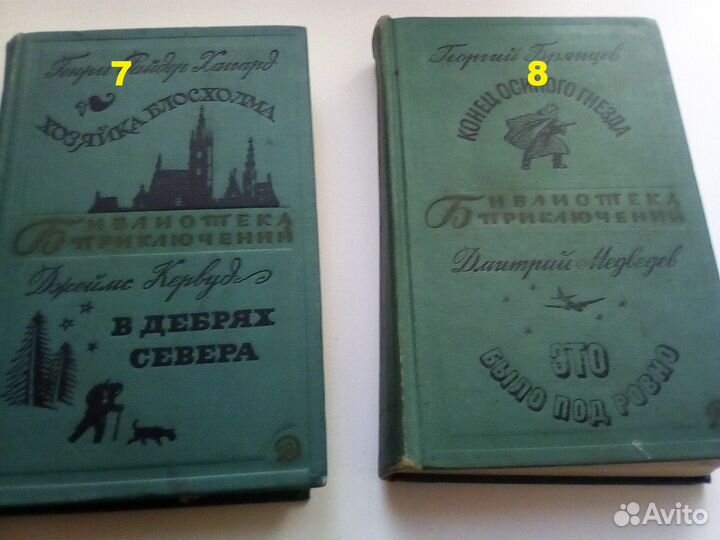 7
Генри Райдер Хаггард
ХОЗЯЙКА БЛОСХОЛМА
БИБЛИОТЕКА
ПРИКЛЮЧЕНИЙ
Джеймс Кервуд
В ДЕБРЯХ
СЕВЕРА
8
Георгий Брянцев
КОНЕЦ ОСИНОГО ГНЕЗДА
БИБЛИОТЕКА
ПРИКЛЮЧЕНИЙ
Дмитрий Медведев
ЭТО
БЫЛО ПОД РОВНО
Avito